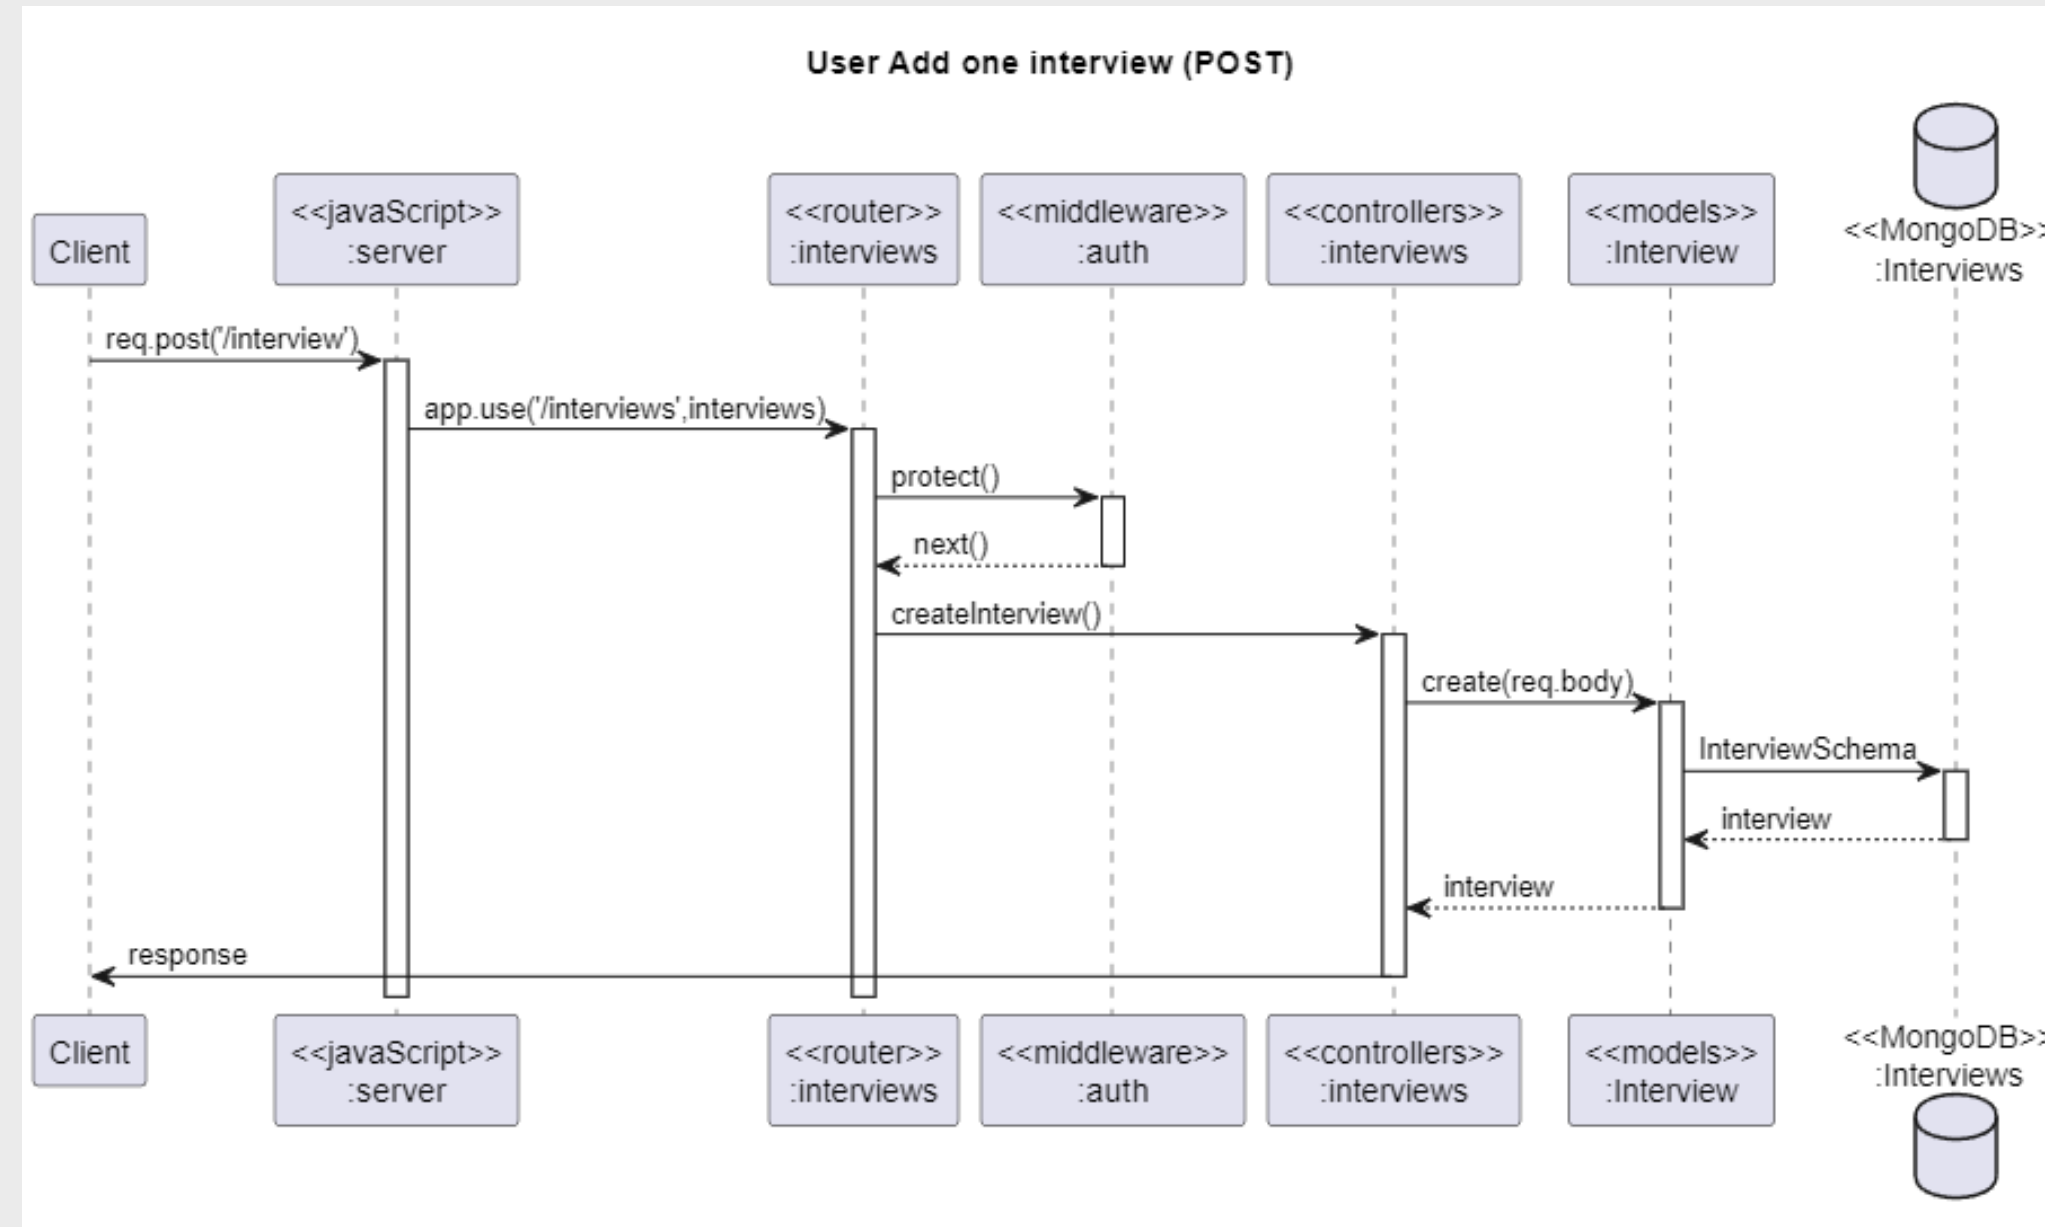 User Add one interview (POST)
Client
<<javaScript>>
:server
<<router>>
:interviews
<<middleware>>
:auth
<<controllers>>
:interviews
<<models>>
:Interview
<<MongoDB>>
:Interviews
req.post('/interview')
app.use('/interviews',interviews)
protect()
next()
createInterview()
create(req.body)
InterviewSchema
interview
interview
response
Client
<<javaScript>>
:server
<<router>>
:interviews
<<middleware>>
:auth
<<controllers>>
:interviews
<<models>>
:Interview
<<MongoDB>>
:Interviews